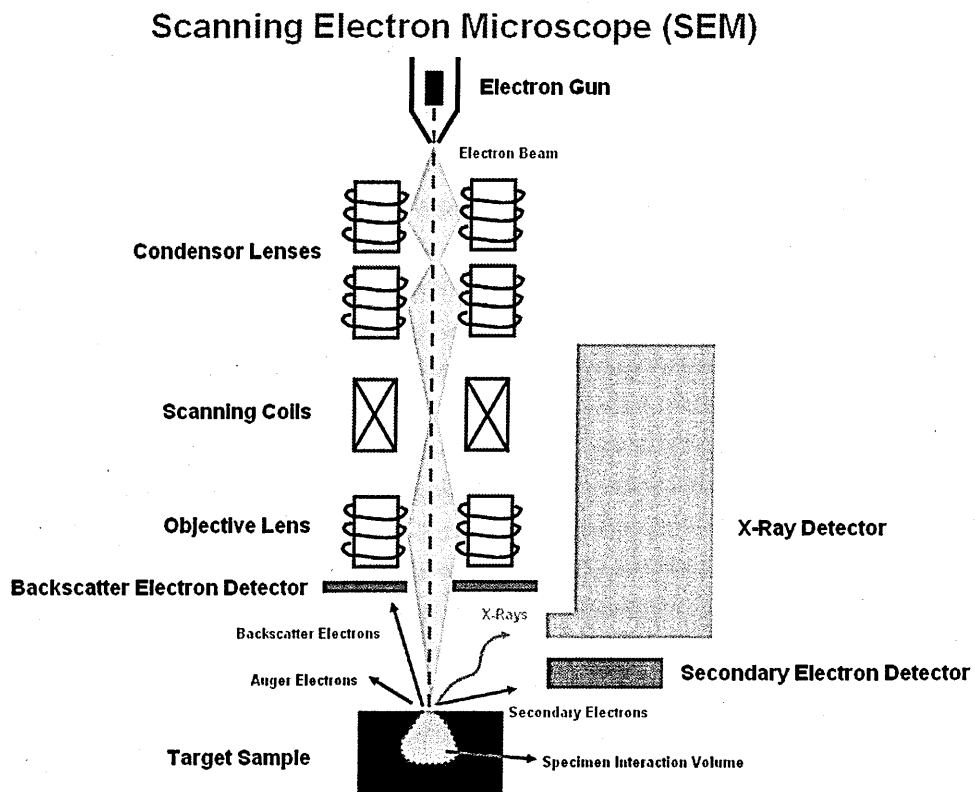 Scanning Electron Microscope (SEM)
Electron Gun
Electron Beam
Condensor Lenses
Scanning Coils
Objective Lens
X-Ray Detector
Backscatter Electron Detector
X-Rays
Backscatter Electrons
Secondary Electron Detector
Auger Electrons
Secondary Electrons
Target Sample
Specimen Interaction Volume